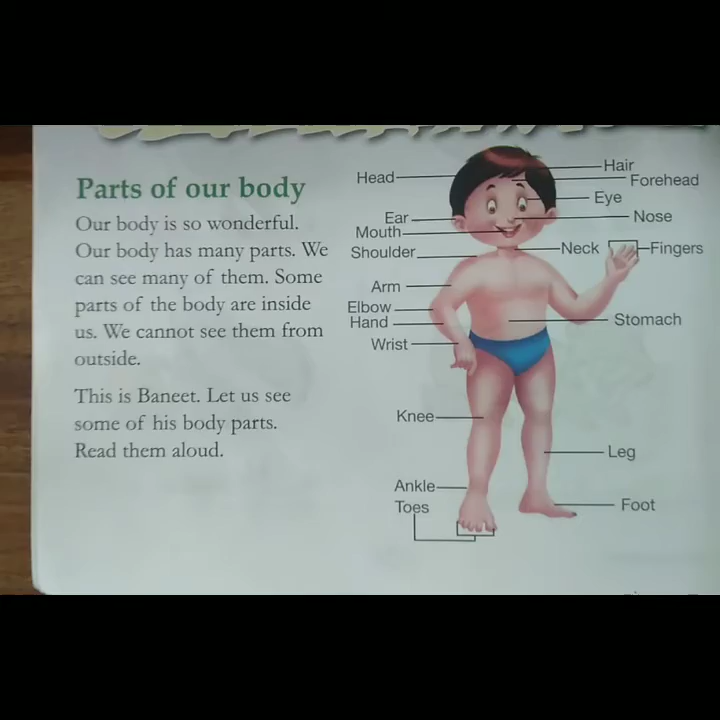 Parts of our body
Our body is so wonderful.
Our body has many parts. We
can see many of them. Some
parts of the body are inside
us. We cannot see them from
outside.
This is Baneet. Let us see
some of his body parts.
Read them aloud.
Head
Ear
Mouth
Shoulder
Arm
Elbow
Hand
Wrist
Knee
Ankle
Toes
Hair
Forehead
Eye
Nose
Neck
Fingers
Stomach
Leg
Foot